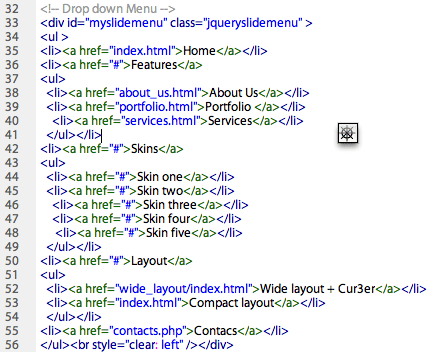 32 <!-- Drop down Menu -->
33 <div id="myslidemenu" class="jqueryslidemenu" >
34 <ul >
35 <li><a href="index.html">Home</a></li>
36 <li><a href="#">Features</a>
37 <ul>
38 <li><a href="about_us.html">About Us</a></li>
39 <li><a href="portfolio.html">Portfolio </a></li>
40 <li><a href="services.html">Services</a></li>
41 </ul></li>
42 <li><a href="#">Skins</a>
43 <ul>
44 <li><a href="#">Skin one</a></li>
45 <li><a href="#">Skin two</a></li>
46 <li><a href="#">Skin three</a></li>
47 <li><a href="#">Skin four</a></li>
48 <li><a href="#">Skin five</a></li>
49 </ul></li>
50 <li><a href="#">Layout</a>
51 <ul>
52 <li><a href="wide_layout/index.html">Wide layout + Cur3er</a></li>
53 <li><a href="index.html">Compact layout</a></li>
54 </ul></li>
55 <li><a href="contacts.php">Contacs</a></li>
56 </ul><br style="clear: left" /></div>